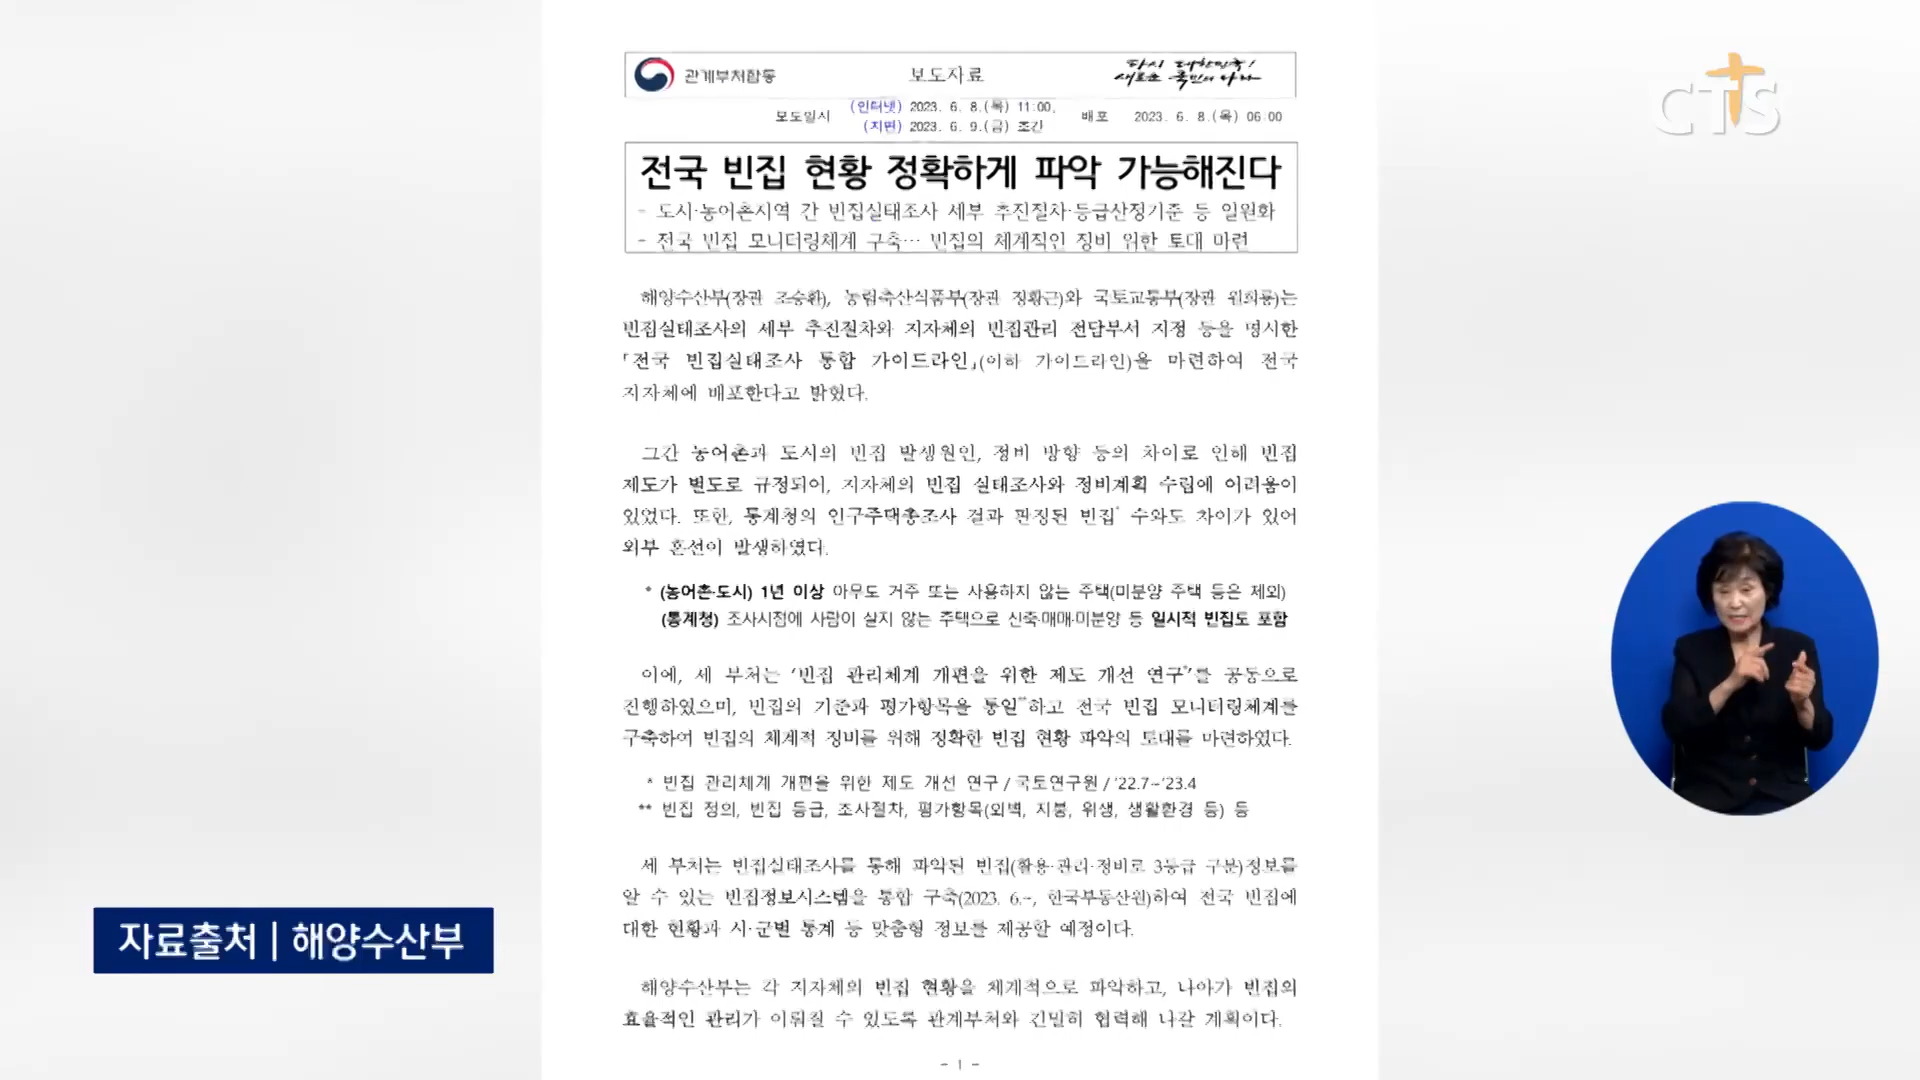 관계부처합동
보도자료
다시 대한민국!
새로운 국민의 나라
CTS
보도일시
(인터넷) 2023. 6. 8.(목) 11:00,
(지면) 2023. 6. 9.(금) 조간
배포 2023. 6. 8.(목) 06:00
전국 빈집 현황 정확하게 파악 가능해진다
- 도시·농어촌지역 간 빈집실태조사 세부 추진절차·등급산정기준 등 일원화
- 전국 빈집 모니터링체계 구축… 빈집의 체계적인 정비 위한 토대 마련
해양수산부(장관 조승환), 농림축산식품부(장관 정황근)와 국토교통부(장관 원희룡)는
빈집실태조사의 세부 추진절차와 지자체의 빈집관리 전담부서 지정 등을 명시한
「전국 빈집실태조사 통합 가이드라인」(이하 가이드라인)을 마련하여 전국
지자체에 배포한다고 밝혔다.
그간 농어촌과 도시의 빈집 발생원인, 정비 방향 등의 차이로 인해 빈집
제도가 별도로 규정되어, 지자체의 빈집 실태조사와 정비계획 수립에 어려움이
있었다. 또한, 통계청의 인구주택총조사 결과 판정된 빈집* 수와도 차이가 있어
외부 혼선이 발생하였다.
* (농어촌·도시) 1년 이상 아무도 거주 또는 사용하지 않는 주택(미분양 주택 등은 제외)
(통계청) 조사시점에 사람이 살지 않는 주택으로 신축·매매·미분양 등 일시적 빈집도 포함
이에, 세 부처는 ‘빈집 관리체계 개편을 위한 제도 개선 연구*’를 공동으로
진행하였으며, 빈집의 기준과 평가항목을 통일**하고 전국 빈집 모니터링체계를
구축하여 빈집의 체계적 정비를 위해 정확한 빈집 현황 파악의 토대를 마련하였다.
* 빈집 관리체계 개편을 위한 제도 개선 연구 / 국토연구원 / ’22.7~’23.4
** 빈집 정의, 빈집 등급, 조사절차, 평가항목(외벽, 지붕, 위생, 생활환경 등) 등
세 부처는 빈집실태조사를 통해 파악된 빈집(활용·관리·정비로 3등급 구분)정보를
알 수 있는 빈집정보시스템을 통합 구축(2023. 6.~, 한국부동산원)하여 전국 빈집에
대한 현황과 시·군별 통계 등 맞춤형 정보를 제공할 예정이다.
해양수산부는 각 지자체의 빈집 현황을 체계적으로 파악하고, 나아가 빈집의
효율적인 관리가 이뤄질 수 있도록 관계부처와 긴밀히 협력해 나갈 계획이다.
- 1 -
자료출처 | 해양수산부